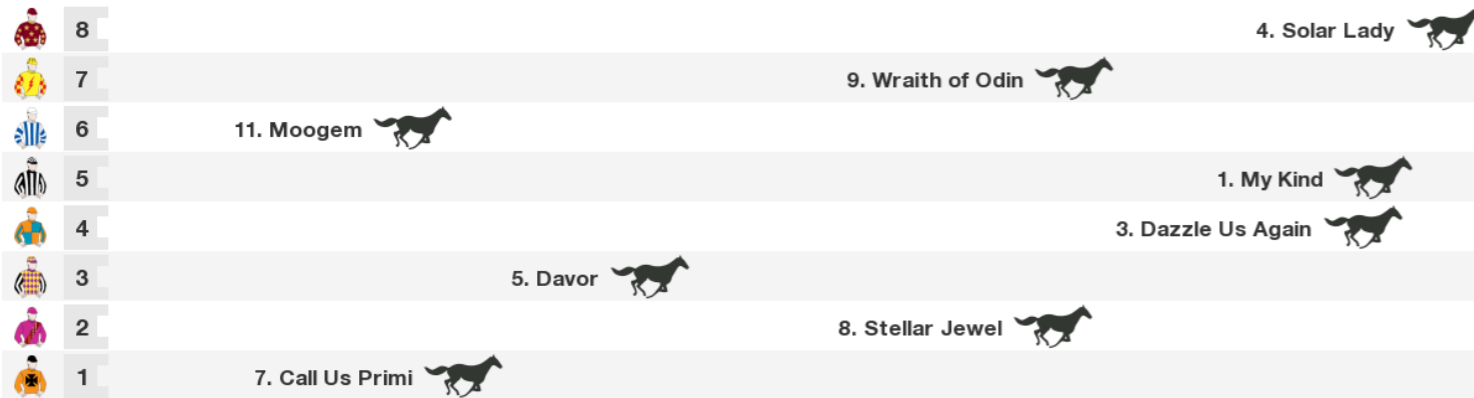 8 4. Solar Lady
7 9. Wraith of Odin
6 11. Moogem
5 1. My Kind
4 3. Dazzle Us Again
3 5. Davor
2 8. Stellar Jewel
1 7. Call Us Primi